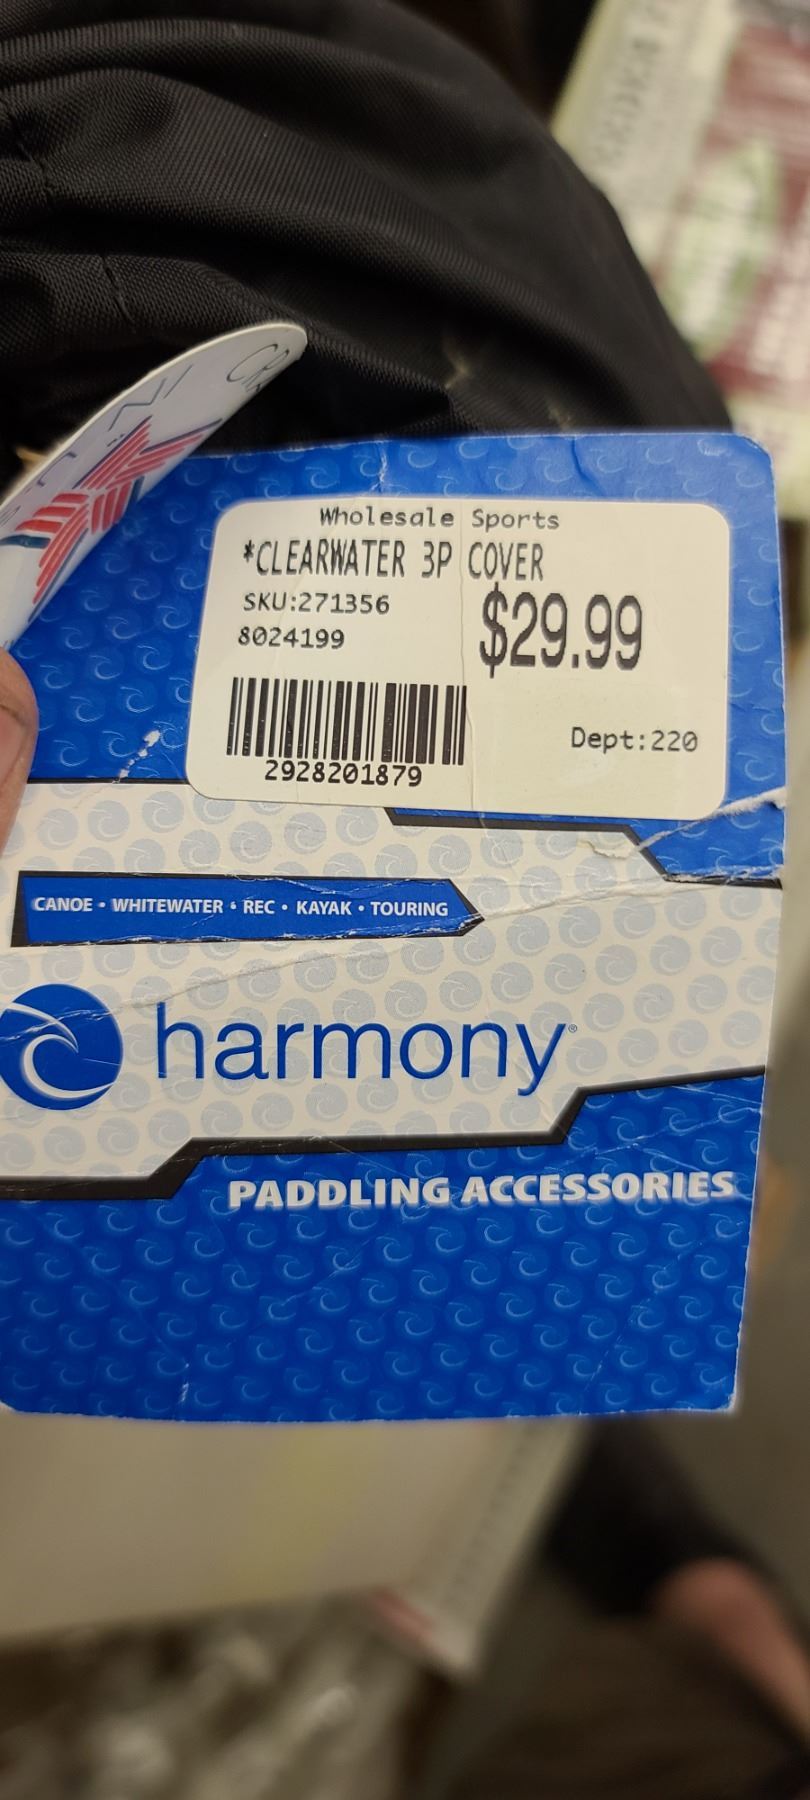 Wholesale Sports
*CLEARWATER 3P COVER
SKU:271356
$29.99
8024199
Dept:220
2928201879
CANOE • WHITEWATER • REC • KAYAK • TOURING
harmony®
PADDLING ACCESSORIES